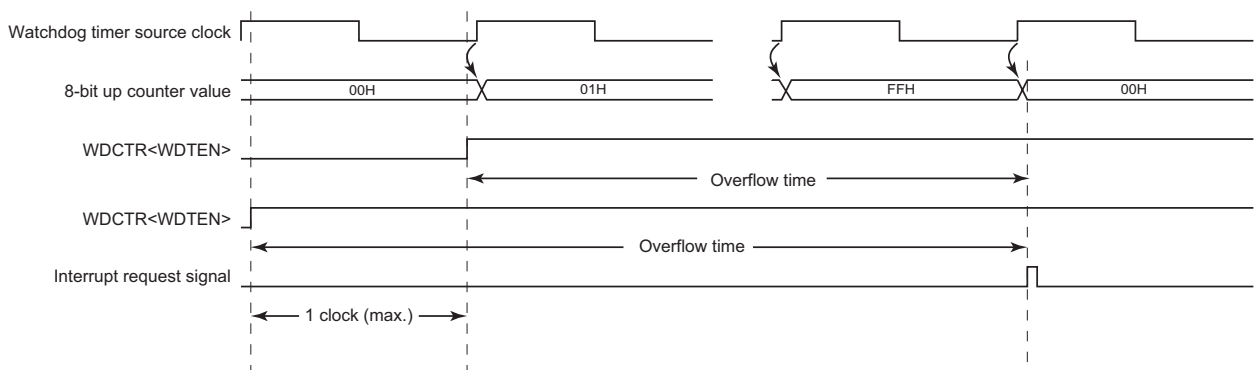 Watchdog timer source clock
8-bit up counter value
00H
01H
FFH
00H
WDCTR<WDTEN>
Overflow time
WDCTR<WDTEN>
Overflow time
Interrupt request signal
1 clock (max.)